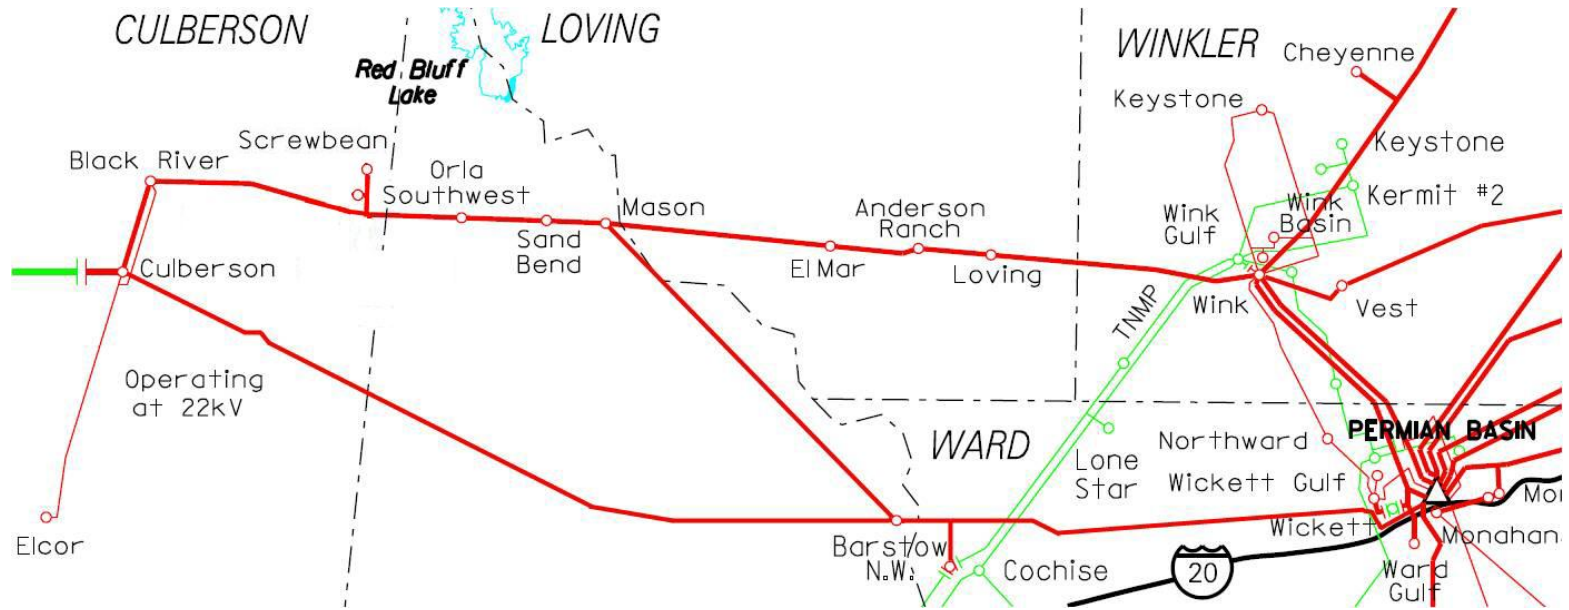 CULBERSON
LOVING
WINKLER
Red Bluff
Lake
Cheyenne
Keystone
Screwbean
Black River
Orla
Southwest
Keystone
Kermit #2
Mason
Anderson
Ranch
Wink
Gulf
Wink
Basin
Sand
Bend
El Mar
Loving
Culberson
Wink
Vest
TNMP
Operating
at 22kV
WARD
PERMIAN BASIN
Northward
Lone
Star
Wickett Gulf
Mo
Wickett
Monahan
Elcor
Barstow
N.W.
Cochise
20
Ward
Gulf